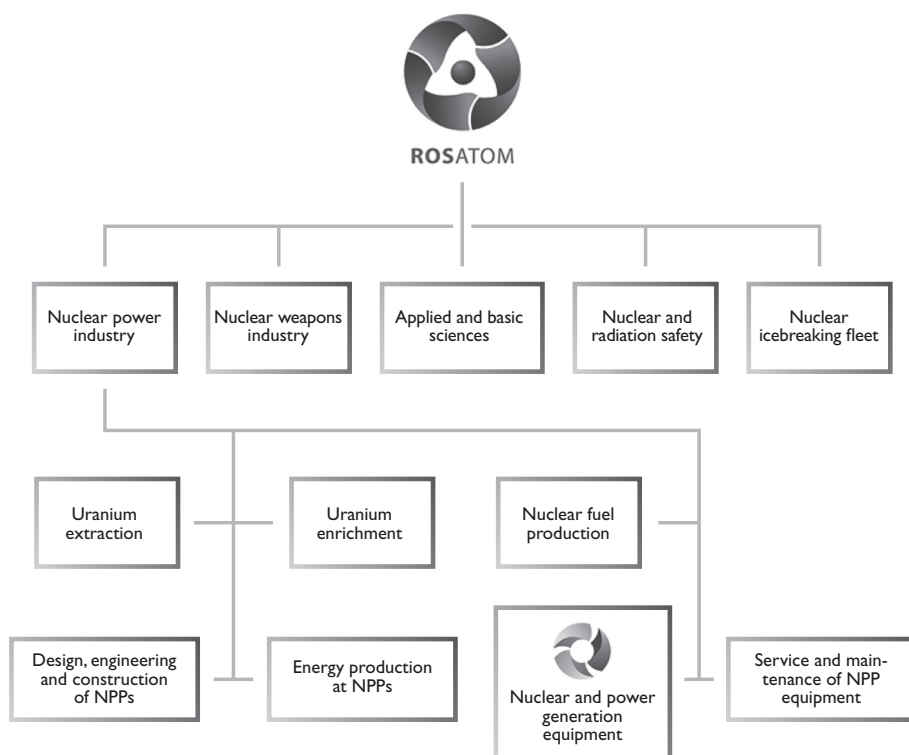 ROSATOM
Nuclear power
industry
Nuclear weapons
industry
Applied and basic
sciences
Nuclear and
radiation safety
Nuclear
icebreaking fleet
Uranium
extraction
Uranium
enrichment
Nuclear fuel
production
Design, engineering
and construction
of NPPs
Energy production
at NPPs
Nuclear and power
generation
equipment
Service and main-
tenance of NPP
equipment